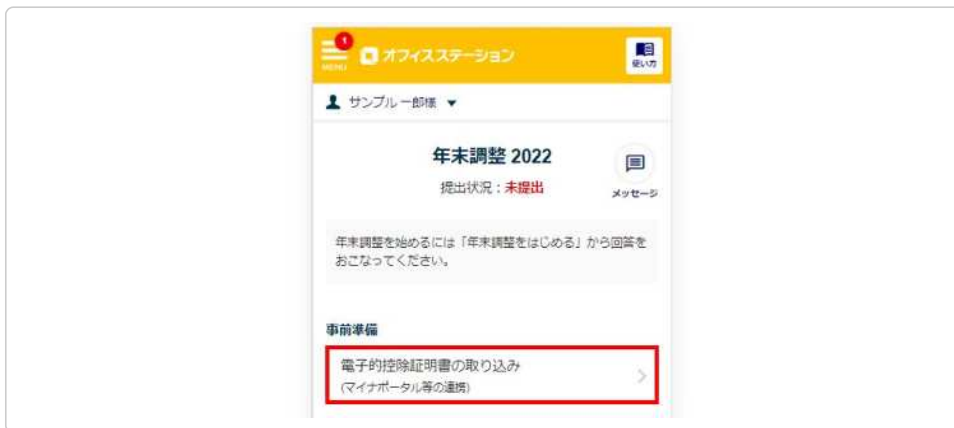 1
MENU
オフィスステーション
使い方
サンプル 一郎様 ▼
年末調整 2022
提出状況：未提出
メッセージ
年末調整を始めるには「年末調整をはじめる」から回答を
おこなってください。
事前準備
電子的控除証明書の取り込み
(マイナポータル等の連携)